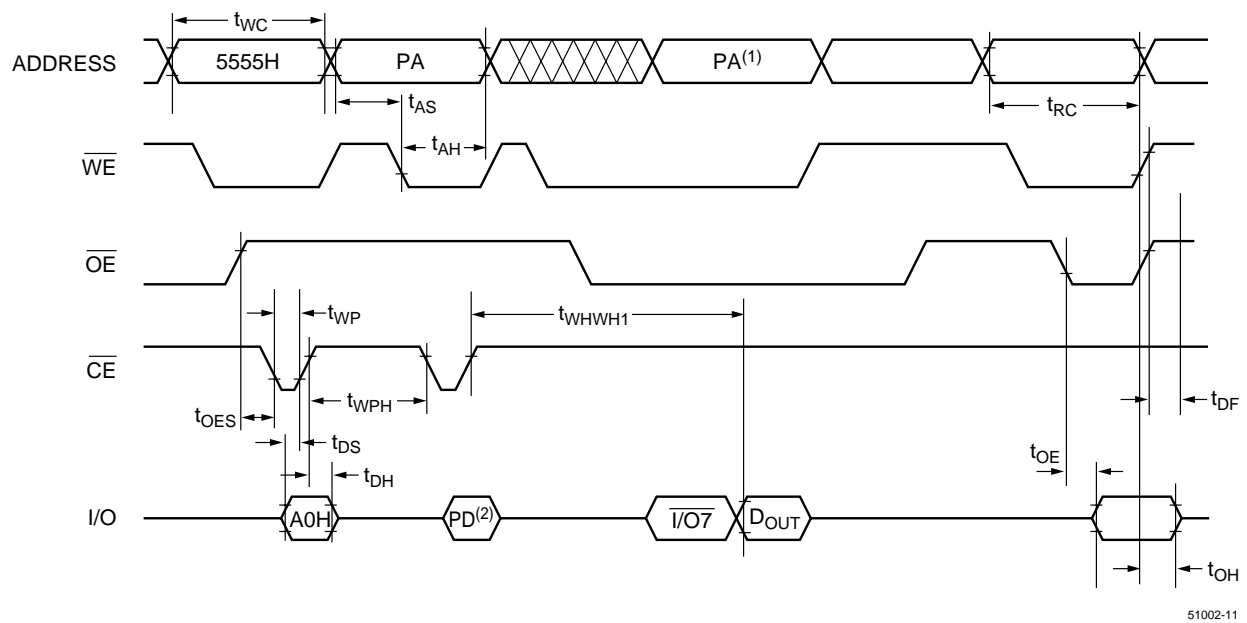 tWC
ADDRESS 5555H PA PA(1)
tAS tRC
tAH
WE
OE
tWP tWHWH1
CE
tOES tWPH tDF
tDS
tOE
tDH
I/O A0H PD(2) I/O7 DOUT
tOH
51002-11